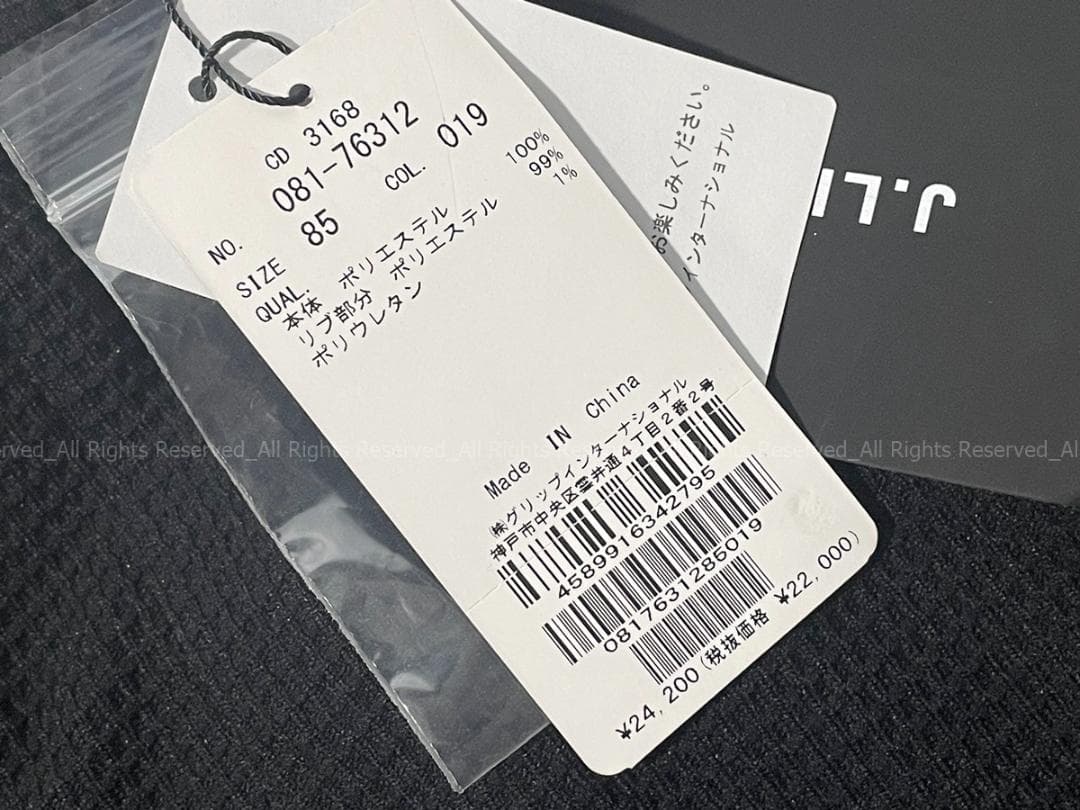 CD 3168
NO. 081-76312
SIZE 85 COL. 019
QUAL.
本体 ポリエステル 100%
リブ部分 ポリエステル 99%
ポリウレタン 1%
Made IN China
㈱グリップインターナショナル
神戸市中央区雲井通4丁目2番2号
4589916342795
0817631285019
¥24,200(税抜価格 ¥22,000)
お楽しみください。
インターナショナル
J.LI
erved_All Rights Reserved_All Rights Reserved_All Rights Reserved_All Rights Reserved_Al